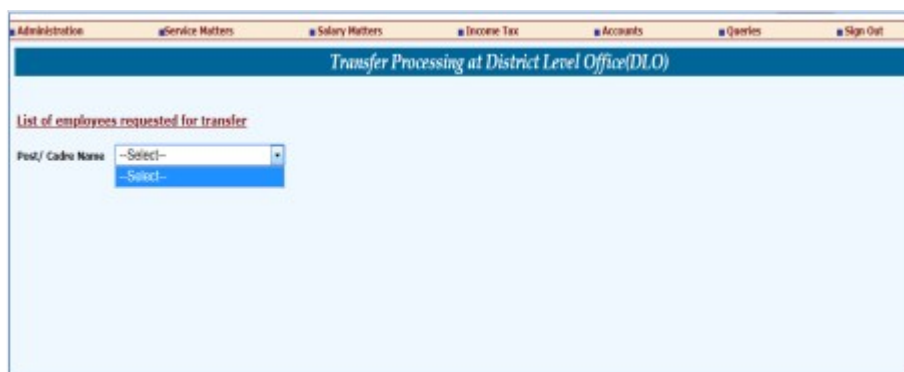 Administration Service Matters Salary Matters Income Tax Accounts Queries Sign Out
Transfer Processing at District Level Office(DLO)
List of employees requested for transfer
Post/ Cadre Name --Select--
--Select--